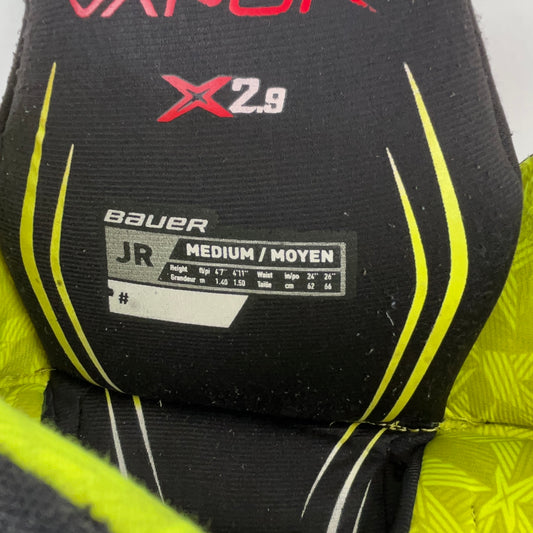 VAPOR
X2.9
BAUER
JR MEDIUM / MOYEN
Height ft/pi 4'7" 4'11" Waist in/po 24" 26"
Grandeur m 1.40 1.50 Taille cm 62 66
#